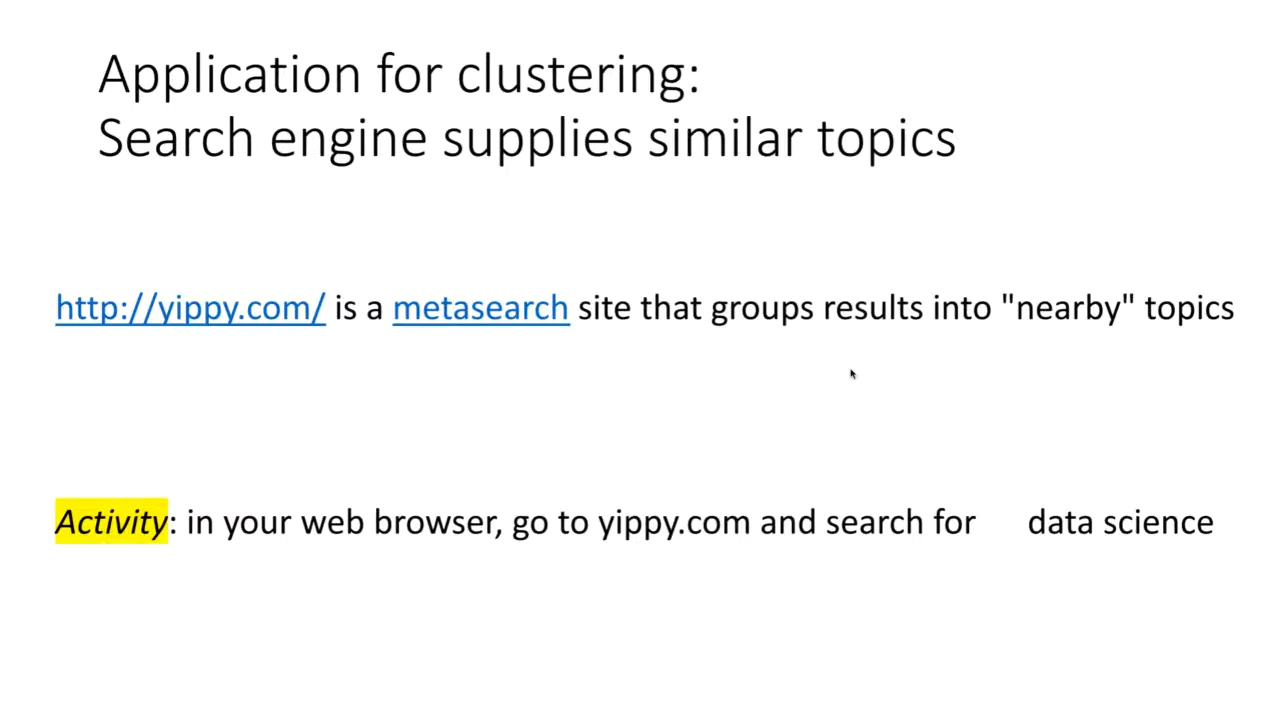 Application for clustering:
Search engine supplies similar topics
http://yippy.com/ is a metasearch site that groups results into "nearby" topics
Activity: in your web browser, go to yippy.com and search for data science